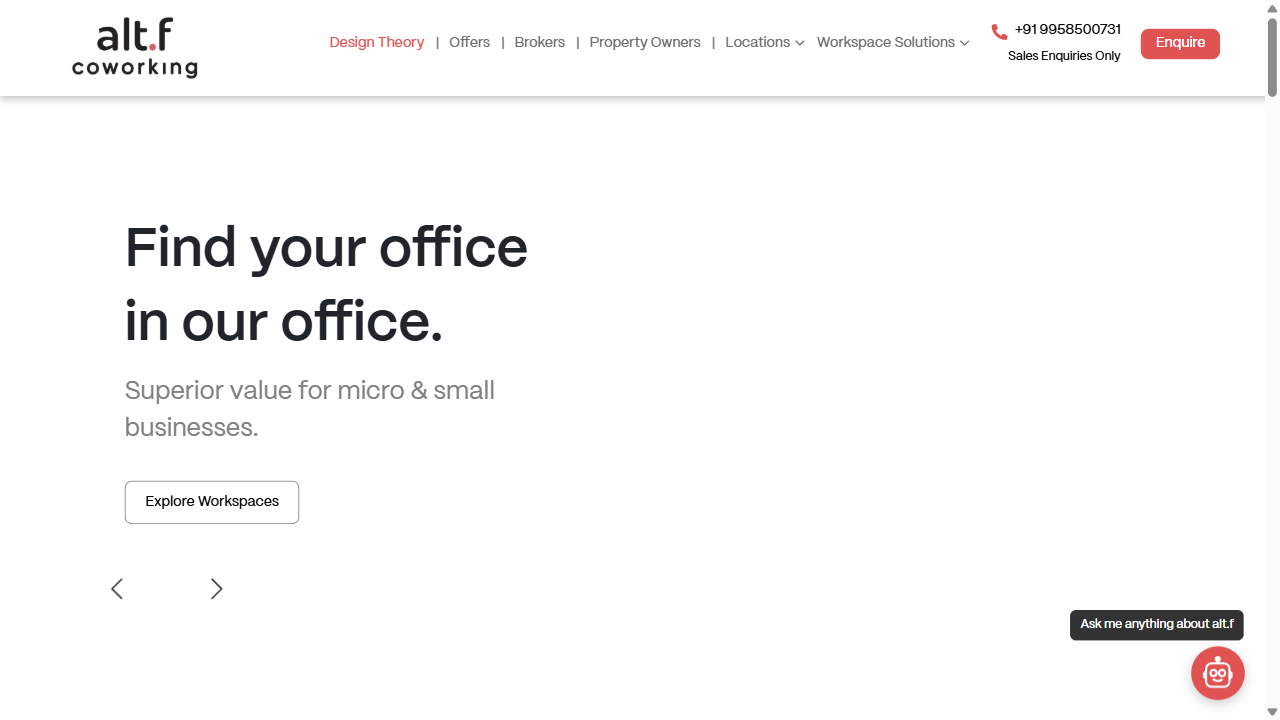 alt.f
coworking
Design Theory | Offers | Brokers | Property Owners | Locations Workspace Solutions
+91 9958500731
Sales Enquiries Only
Enquire
Find your office
in our office.
Superior value for micro & small
businesses.
Explore Workspaces
Ask me anything about alt.f